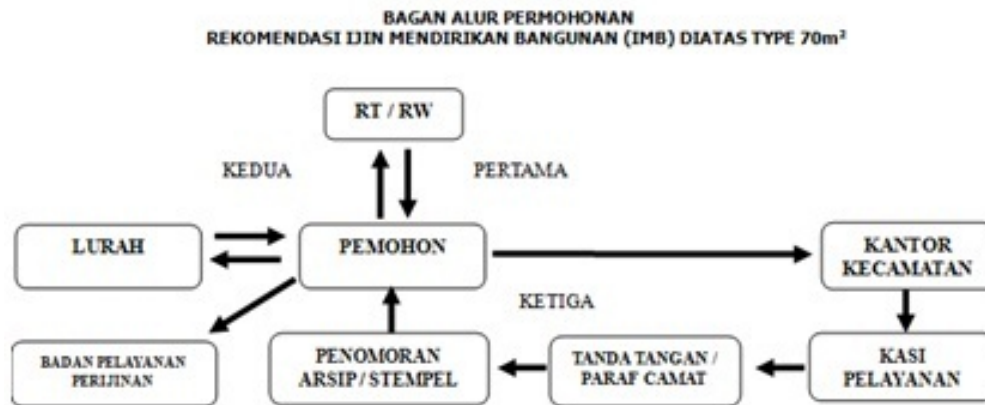 BAGAN ALUR PERMOHONAN
REKOMENDASI IJIN MENDIRIKAN BANGUNAN (IMB) DIATAS TYPE 70m²
RT / RW
KEDUA
PERTAMA
LURAH
PEMOHON
KANTOR
KECAMATAN
KETIGA
BADAN PELAYANAN
PERIJINAN
PENOMORAN
ARSIP / STEMPEL
TANDA TANGAN /
PARAF CAMAT
KASI
PELAYANAN